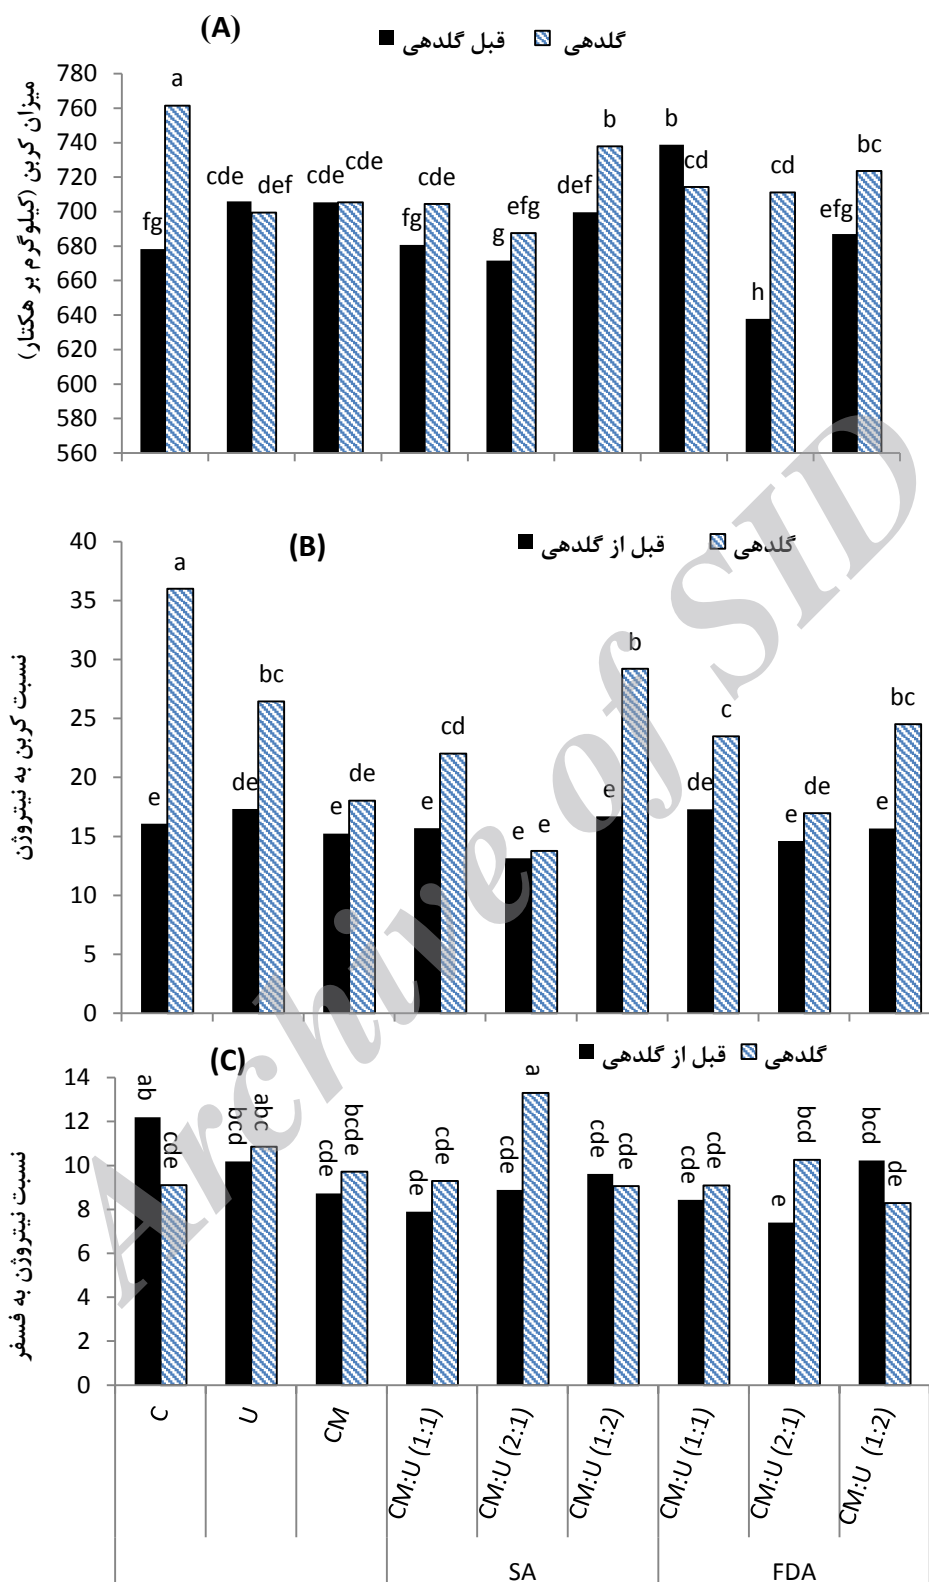 (A)
قبل گلدهی گلدهی
میزان کربن (کیلوگرم بر هکتار)
780
760
740
720
700
680
660
640
620
600
580
560
fg a cde def cde cde fg cde g efg def b b cd h cd efg bc
(B)
قبل از گلدهی گلدهی
نسبت کربن به نیتروژن
40
35
30
25
20
15
10
5
0
e a de bc e de e cd e e e b de c e de e bc
(C)
قبل از گلدهی گلدهی
نسبت نیتروژن به فسفر
14
12
10
8
6
4
2
0
ab cde bcd abc cde bcde de cde cde a cde cde cde cde e bcd bcd de
C U CM CM:U (1:1) CM:U (2:1) CM:U (1:2) CM:U (1:1) CM:U (2:1) CM:U (1:2)
SA FDA
Archive of SID